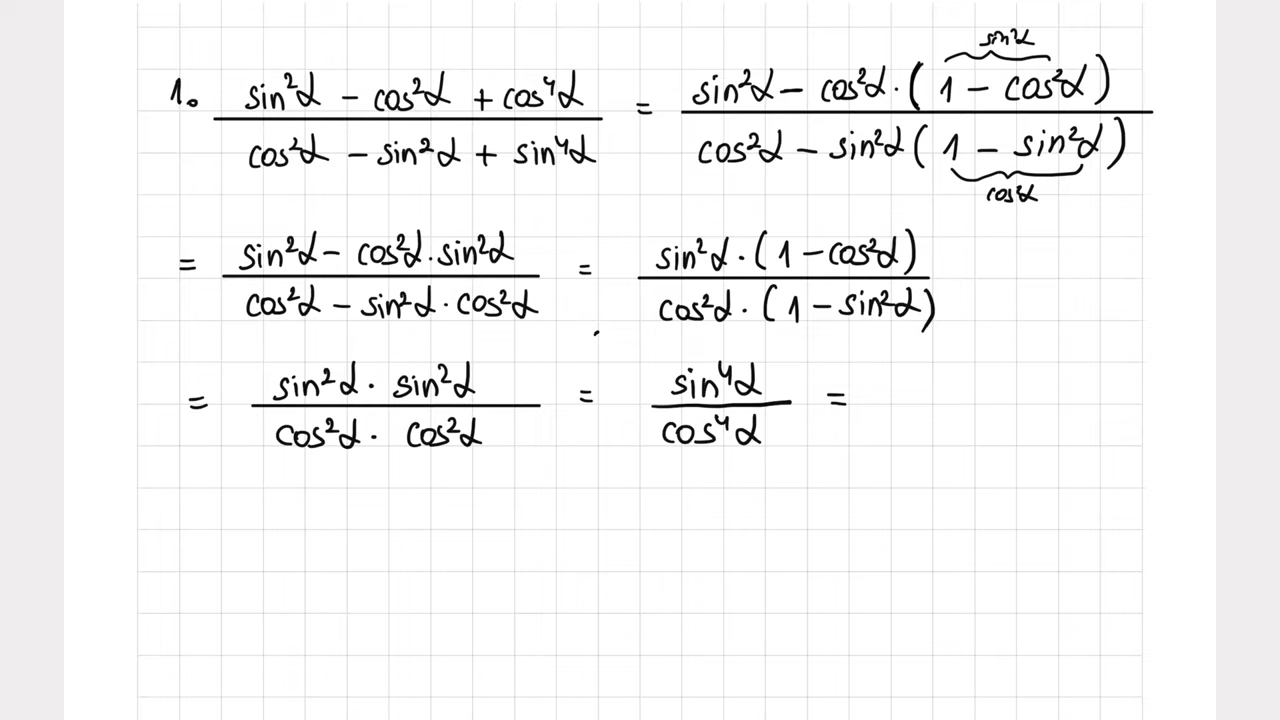 1. (sin²α − cos²α + cos⁴α)/(cos²α − sin²α + sin⁴α) = (sin²α − cos²α · (1 − cos²α))/(cos²α − sin²α (1 − sin²α))
sin²α
cos²α
= (sin²α − cos²α · sin²α)/(cos²α − sin²α · cos²α) = (sin²α · (1 − cos²α))/(cos²α · (1 − sin²α))
= (sin²α · sin²α)/(cos²α · cos²α) = sin⁴α/cos⁴α =